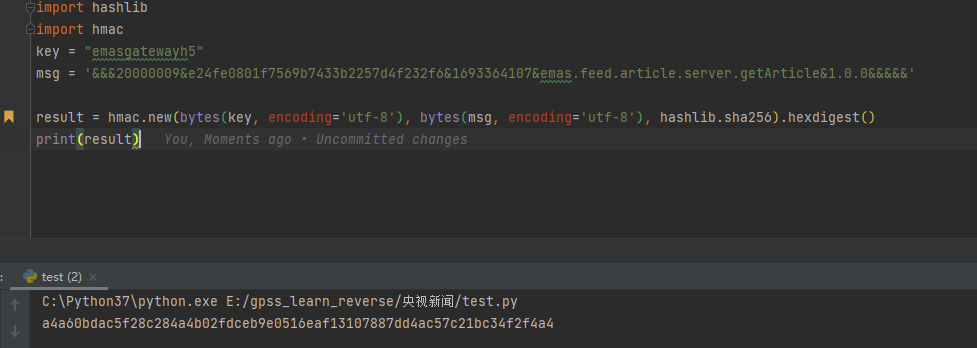 import hashlib
import hmac
key = "emasgatewayh5"
msg = '&&&20000009&e24fe0801f7569b7433b2257d4f232f6&1693364107&emas.feed.article.server.getArticle&1.0.0&&&&&'
result = hmac.new(bytes(key, encoding='utf-8'), bytes(msg, encoding='utf-8'), hashlib.sha256).hexdigest()
print(result) You, Moments ago • Uncommitted changes
: test (2) ×
C:\Python37\python.exe E:/gpss_learn_reverse/央视新闻/test.py
a4a60bdac5f28c284a4b02fdceb9e0516eaf13107887dd4ac57c21bc34f2f4a4